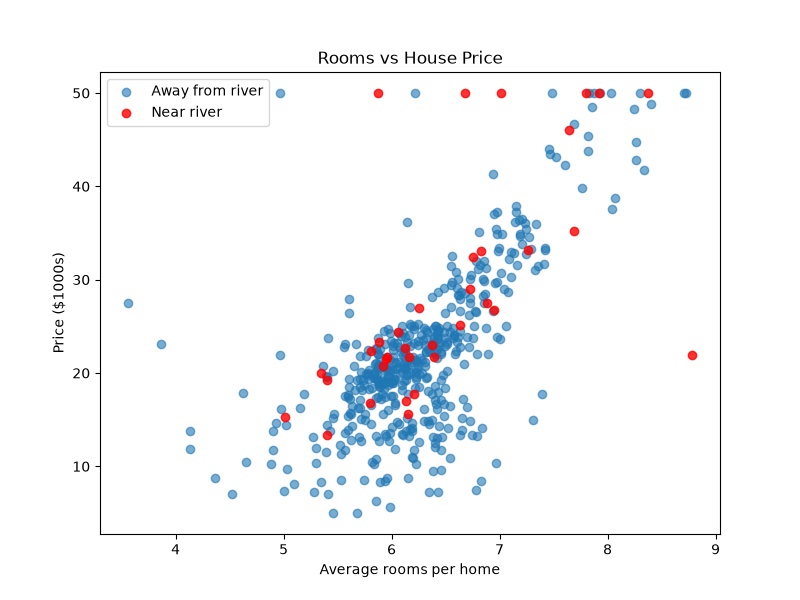 Rooms vs House Price
Away from river
Near river
50
40
30
20
10
Price ($1000s)
4 5 6 7 8 9
Average rooms per home